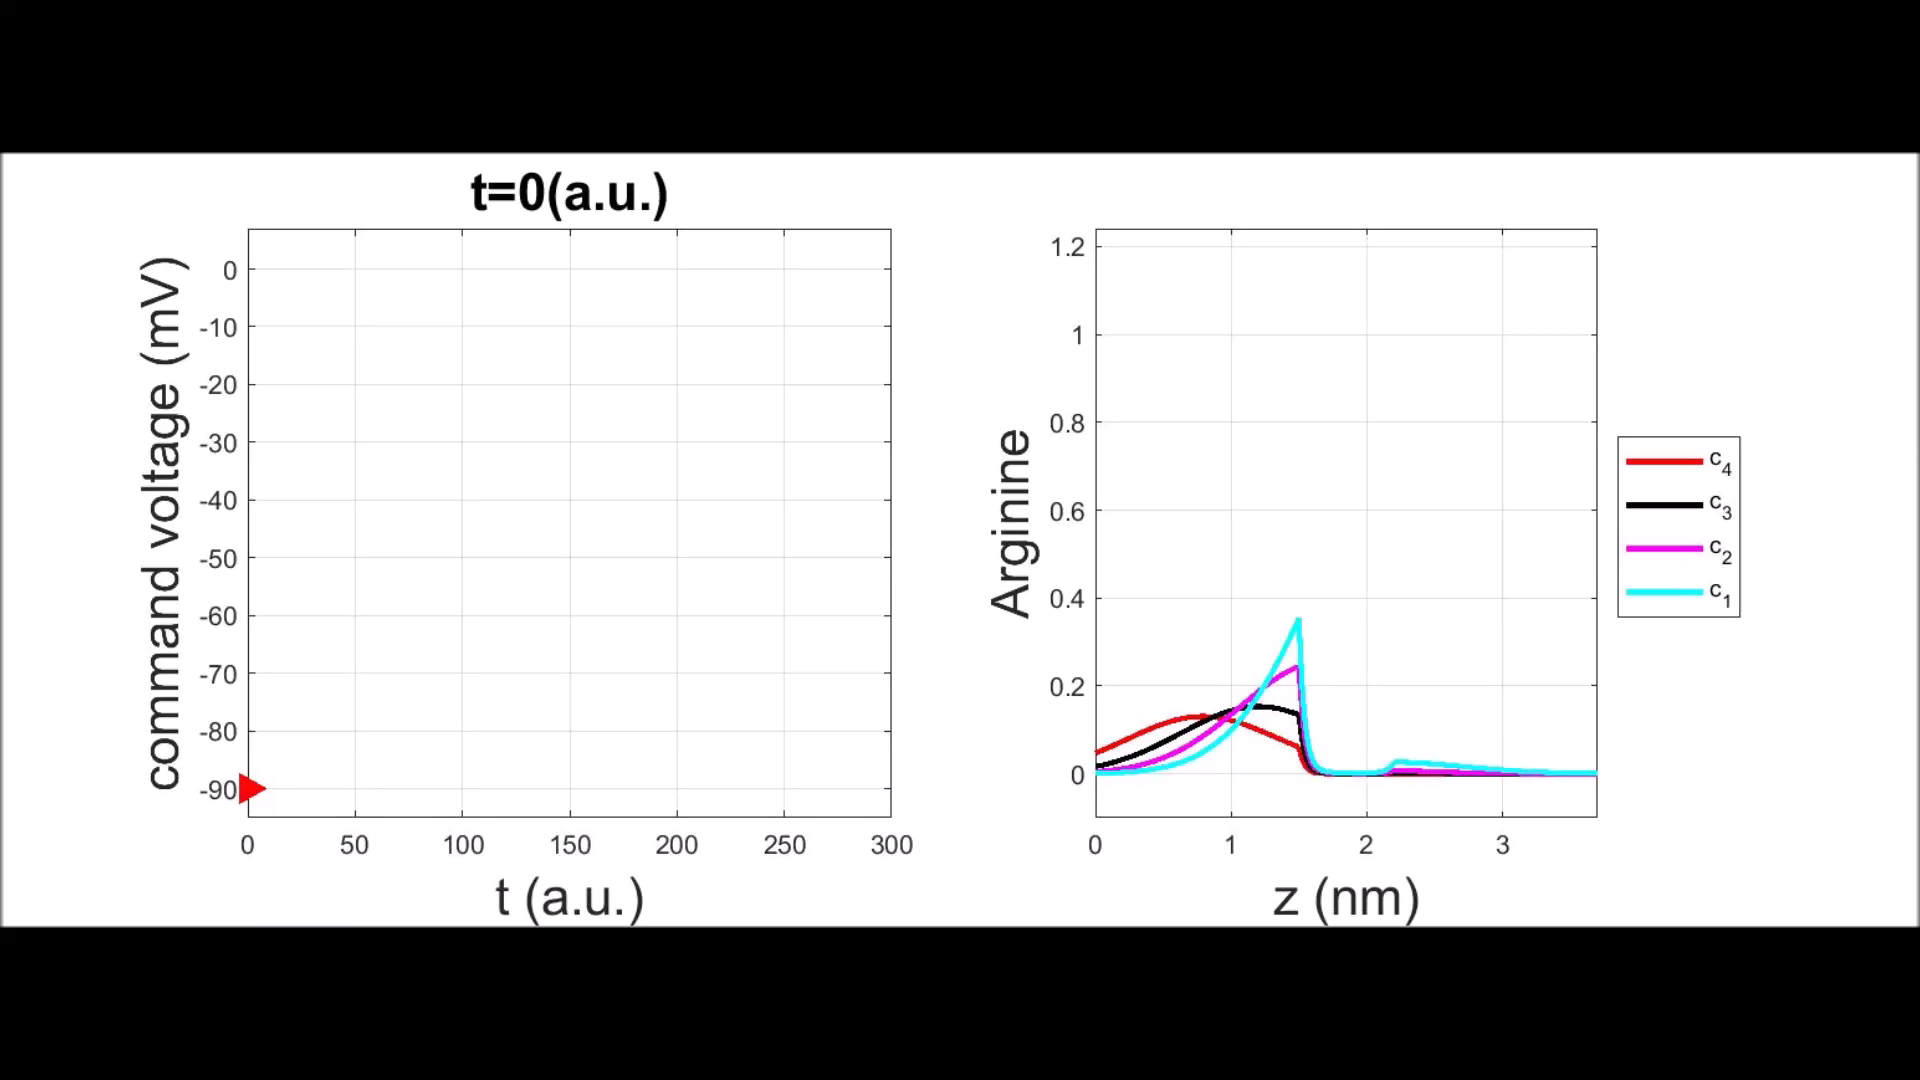 t=0(a.u.)
command voltage (mV)
0
-10
-20
-30
-40
-50
-60
-70
-80
-90
0 50 100 150 200 250 300
t (a.u.)
Arginine
1.2
1
0.8
0.6
0.4
0.2
0
0 1 2 3
z (nm)
c4
c3
c2
c1